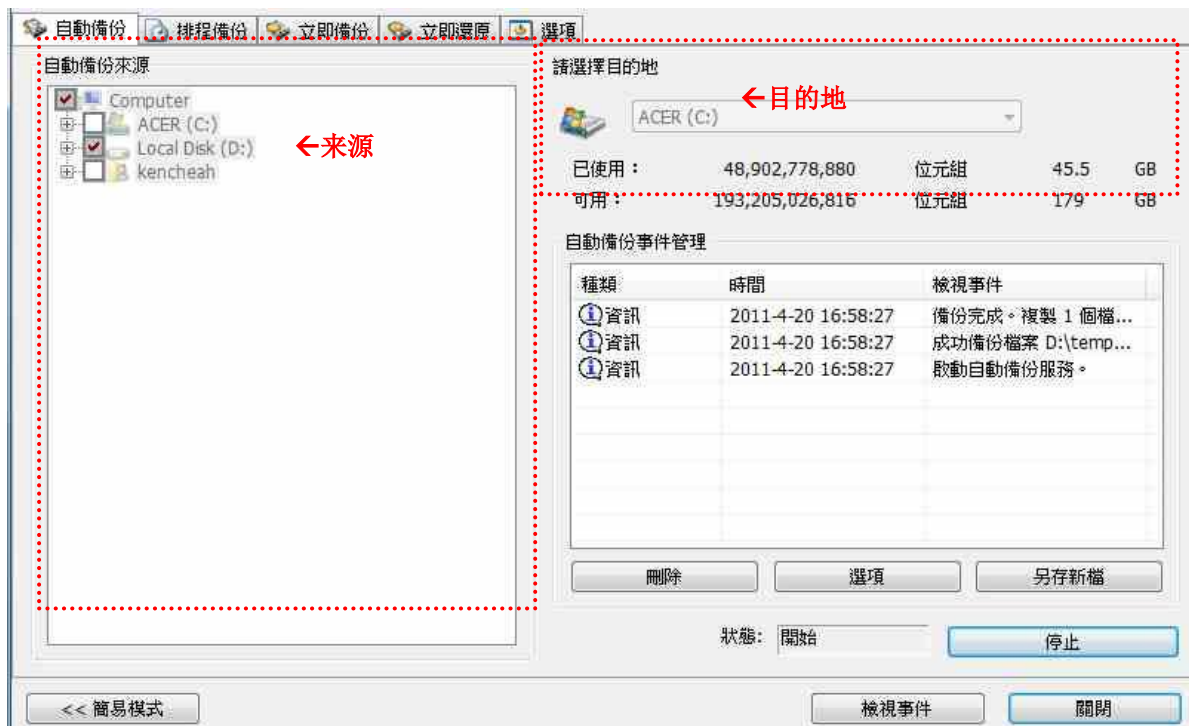 自動備份 排程備份 立即備份 立即還原 選項
自動備份來源
Computer
ACER (C:)
Local Disk (D:)
kencheah
←来源
請選擇目的地
ACER (C:)
←目的地
已使用： 48,902,778,880 位元組 45.5 GB
可用： 193,205,026,816 位元組 179 GB
自動備份事件管理
種類 時間 檢視事件
資訊 2011-4-20 16:58:27 備份完成。複製 1 個檔...
資訊 2011-4-20 16:58:27 成功備份檔案 D:\temp...
資訊 2011-4-20 16:58:27 啟動自動備份服務。
刪除 選項 另存新檔
狀態: 開始 停止
<< 簡易模式 檢視事件 關閉